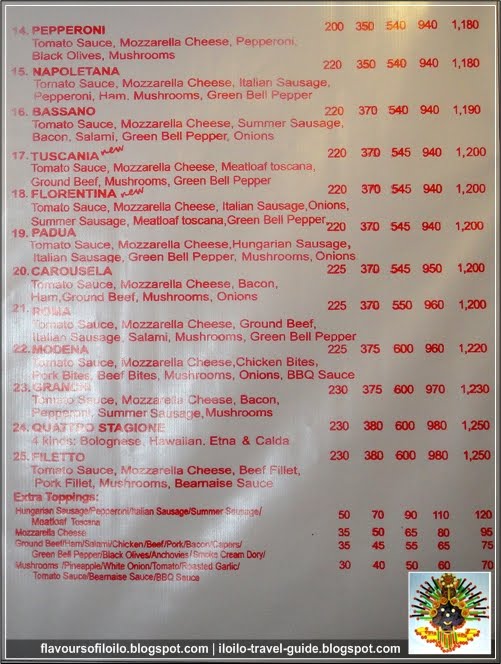 14. PEPPERONI 200 350 540 940 1,180
Tomato Sauce, Mozzarella Cheese, Pepperoni,
Black Olives, Mushrooms
15. NAPOLETANA 220 350 540 940 1,180
Tomato Sauce, Mozzarella Cheese, Italian Sausage,
Pepperoni, Ham, Mushrooms, Green Bell Pepper
16. BASSANO 220 370 540 940 1,190
Tomato Sauce, Mozzarella Cheese, Summer Sausage,
Bacon, Salami, Green Bell Pepper, Onions
17. TUSCANIA new 220 370 545 940 1,200
Tomato Sauce, Mozzarella Cheese, Meatloaf toscana,
Ground Beef, Mushrooms, Green Bell Pepper
18. FLORENTINA new 220 370 545 940 1,200
Tomato Sauce, Mozzarella Cheese, Italian Sausage,Onions,
Summer Sausage, Meatloaf toscana,Green Bell Pepper,
19. PADUA 220 370 545 940 1,200
Tomato Sauce, Mozzarella Cheese,Hungarian Sausage,
Italian Sausage, Green Bell Pepper, Mushrooms, Onions
20. CAROUSELA 225 370 545 950 1,200
Tomato Sauce, Mozzarella Cheese, Bacon,
Ham,Ground Beef, Mushrooms, Onions
21. ROMA 225 370 550 960 1,200
Tomato Sauce, Mozzarella Cheese, Ground Beef,
Italian Sausage, Salami, Mushrooms, Green Bell Pepper
22. MODENA 225 375 600 960 1,220
Tomato Sauce, Mozzarella Cheese,Chicken Bites,
Pork Bites, Beef Bites, Mushrooms, Onions, BBQ Sauce
23. 230 375 600 970 1,230
Tomato Sauce, Mozzarella Cheese, Bacon,
Pepperoni, Summer Sausage,Mushrooms
24. QUATTRO STAGIONE 230 380 600 980 1,250
4 kinds: Bolognese, Hawaiian, Etna & Calda
25. FILETTO 230 380 600 980 1,250
Tomato Sauce, Mozzarella Cheese, Beef Fillet,
Pork Fillet, Mushrooms, Bearnaise Sauce
Extra Toppings:
Hungarian Sausage/Pepperoni/Italian Sausage/Summer Sausage/ 50 70 90 110 120
Meatloaf Toscana
Mozzarella Cheese 35 50 65 80 95
Ground Beef/Ham/Salami/Chicken/Beef/Pork/Bacon/Capers/ 35 45 55 65 75
Green Bell Pepper/Black Olives/Anchovies/Smoke Cream Dory/
Mushrooms /Pineapple/White Onion/Tomato/Roasted Garlic/ 30 40 50 60 70
Tomato Sauce/Bearnaise Sauce/BBQ Sauce
flavoursofiloilo.blogspot.com | iloilo-travel-guide.blogspot.com